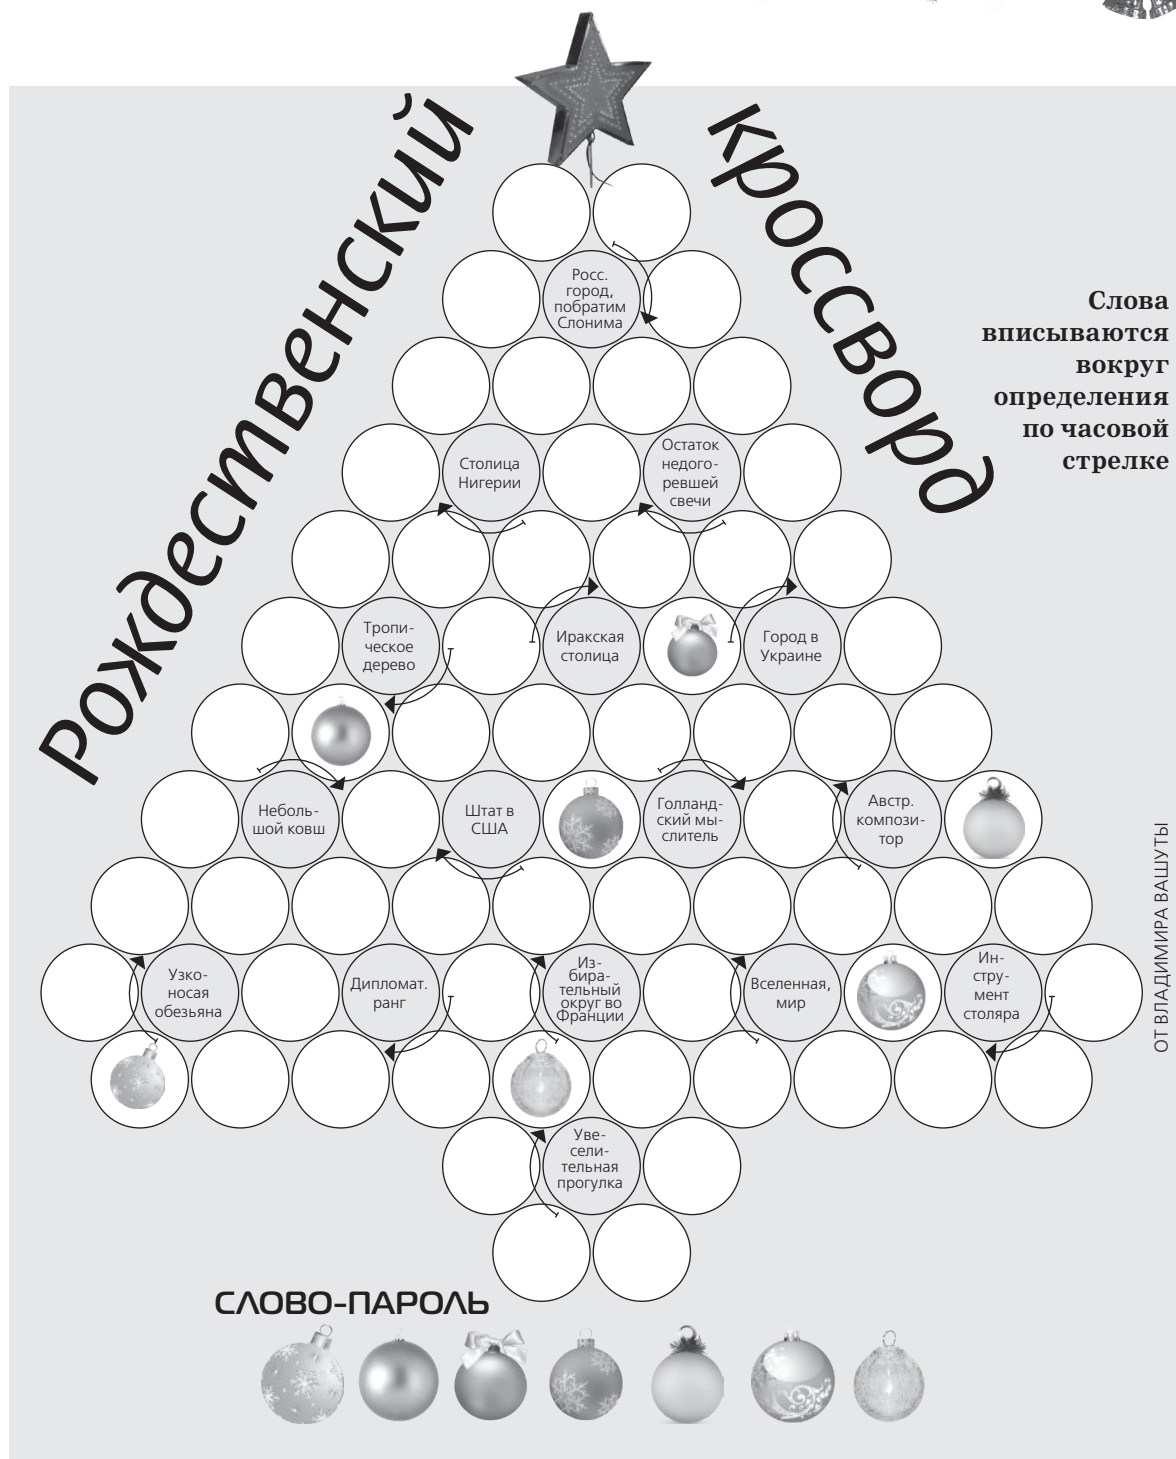 Рождественский
кроссворд
Слова
вписываются
вокруг
определения
по часовой
стрелке
Росс.
город,
побратим
Слонима
Столица
Нигерии
Остаток
недого-
ревшей
свечи
Тропи-
ческое
дерево
Иракская
столица
Город в
Украине
Неболь-
шой ковш
Штат в
США
Голланд-
ский мы-
слитель
Австр.
компози-
тор
Узко-
носая
обезьяна
Дипломат.
ранг
Из-
бира-
тельный
округ во
Франции
Вселенная,
мир
Ин-
стру-
мент
столяра
Уве-
сели-
тельная
прогулка
ОТ ВЛАДИМИРА ВАШУТЫ
СЛОВО-ПАРОЛЬ